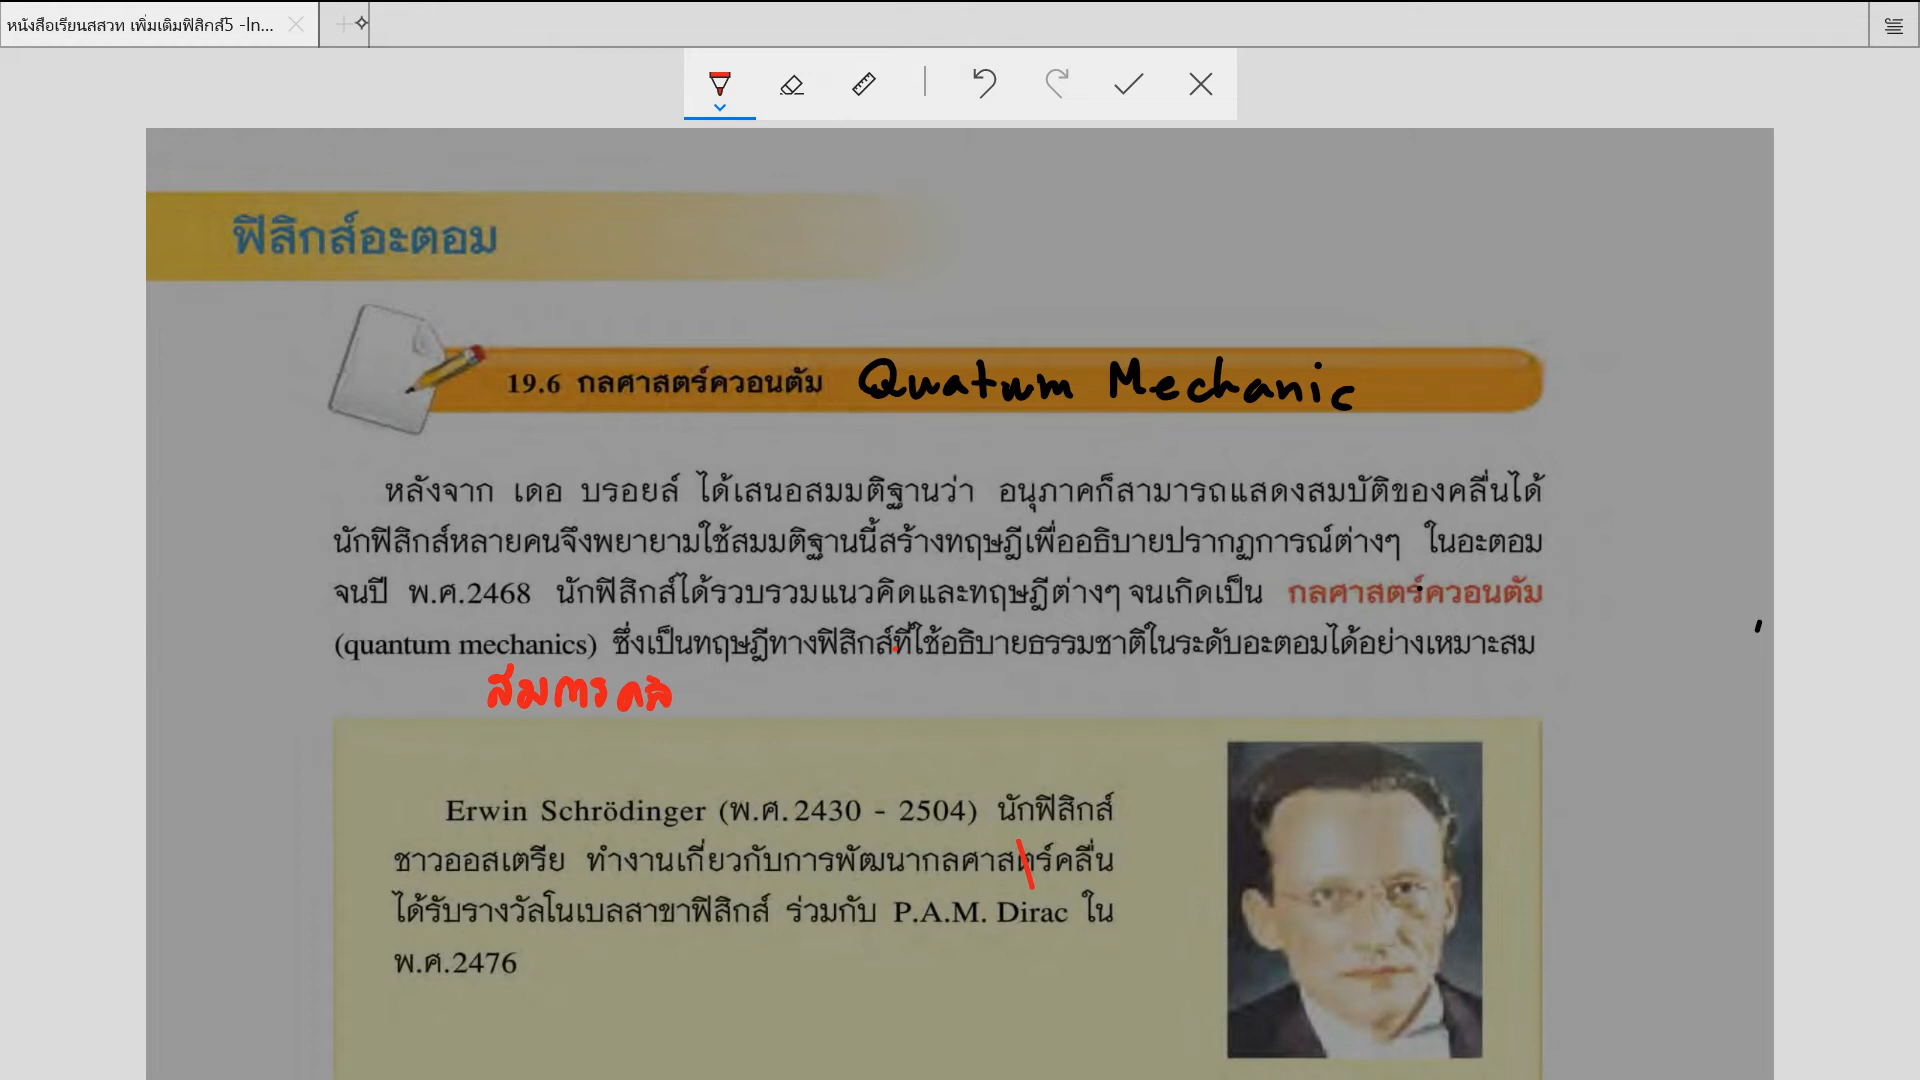 หนังสือเรียนสสวท เพิ่มเติมฟิสิกส์5 -In...
ฟิสิกส์อะตอม
19.6 กลศาสตร์ควอนตัม Quatum Mechanic
หลังจาก เดอ บรอยล์ ได้เสนอสมมติฐานว่า อนุภาคก็สามารถแสดงสมบัติของคลื่นได้
นักฟิสิกส์หลายคนจึงพยายามใช้สมมติฐานนี้สร้างทฤษฎีเพื่ออธิบายปรากฏการณ์ต่างๆ ในอะตอม
จนปี พ.ศ.2468 นักฟิสิกส์ได้รวบรวมแนวคิดและทฤษฎีต่างๆ จนเกิดเป็น กลศาสตร์ควอนตัม
(quantum mechanics) ซึ่งเป็นทฤษฎีทางฟิสิกส์ที่ใช้อธิบายธรรมชาติในระดับอะตอมได้อย่างเหมาะสม
สมการ
Erwin Schrödinger (พ.ศ. 2430 - 2504) นักฟิสิกส์
ชาวออสเตรีย ทำงานเกี่ยวกับการพัฒนากลศาสตร์คลื่น
ได้รับรางวัลโนเบลสาขาฟิสิกส์ ร่วมกับ P.A.M. Dirac ใน
พ.ศ.2476